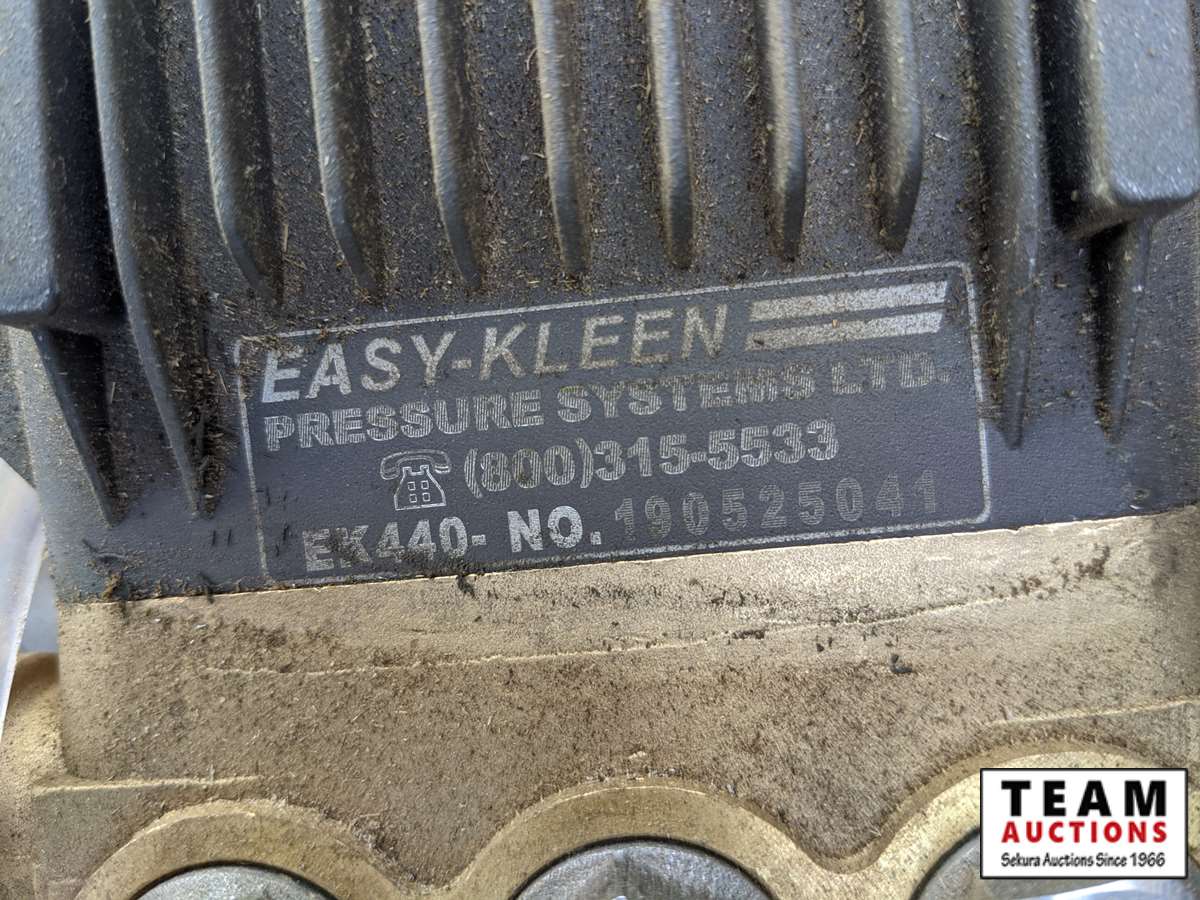 EASY-KLEEN
PRESSURE SYSTEMS LTD.
(800)315-5533
EK440- NO. 190525041
TEAM
AUCTIONS
Sekura Auctions Since 1966